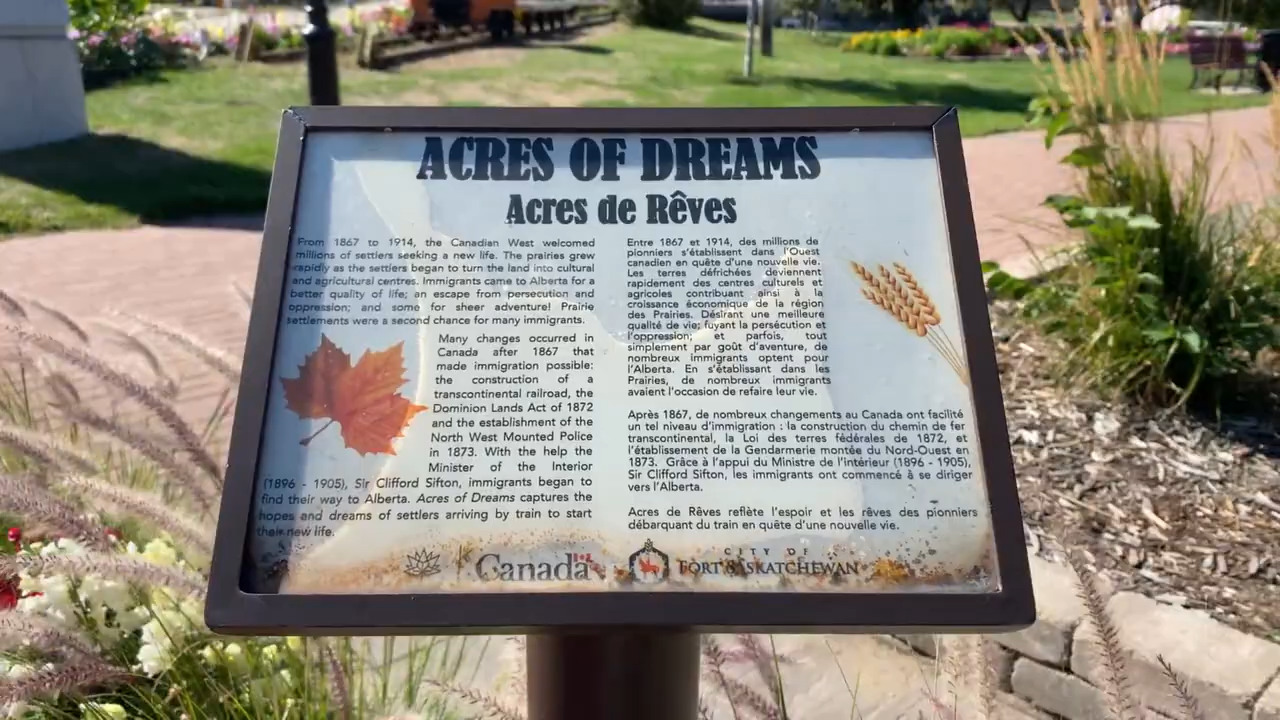 ACRES OF DREAMS
Acres de Rêves
From 1867 to 1914, the Canadian West welcomed
millions of settlers seeking a new life. The prairies grew
rapidly as the settlers began to turn the land into cultural
and agricultural centres. Immigrants came to Alberta for a
better quality of life; an escape from persecution and
oppression; and some for sheer adventure! Prairie
settlements were a second chance for many immigrants.
Many changes occurred in
Canada after 1867 that
made immigration possible:
the construction of a
transcontinental railroad, the
Dominion Lands Act of 1872
and the establishment of the
North West Mounted Police
in 1873. With the help the
Minister of the Interior
(1896 - 1905), Sir Clifford Sifton, immigrants began to
find their way to Alberta. Acres of Dreams captures the
hopes and dreams of settlers arriving by train to start
their new life.
Entre 1867 et 1914, des millions de
pionniers s'établissent dans l'Ouest
canadien en quête d'une nouvelle vie.
Les terres défrichées deviennent
rapidement des centres culturels et
agricoles contribuant ainsi à la
croissance économique de la région
des Prairies. Désirant une meilleure
qualité de vie; fuyant la persécution et
l'oppression; et parfois, tout
simplement par goût d'aventure, de
nombreux immigrants optent pour
l'Alberta. En s'établissant dans les
Prairies, de nombreux immigrants
avaient l'occasion de refaire leur vie.
Après 1867, de nombreux changements au Canada ont facilité
un tel niveau d'immigration : la construction du chemin de fer
transcontinental, la Loi des terres fédérales de 1872, et
l'établissement de la Gendarmerie montée du Nord-Ouest en
1873. Grâce à l'appui du Ministre de l'intérieur (1896 - 1905),
Sir Clifford Sifton, les immigrants ont commencé à se diriger
vers l'Alberta.
Acres de Rêves reflète l'espoir et les rêves des pionniers
débarquant du train en quête d'une nouvelle vie.
Canada
CITY OF
FORT SASKATCHEWAN